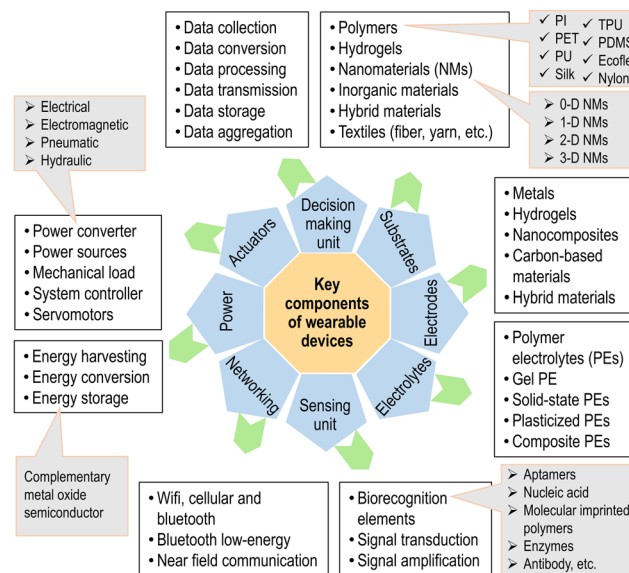 • Data collection
• Data conversion
• Data processing
• Data transmission
• Data storage
• Data aggregation
• Polymers
• Hydrogels
• Nanomaterials (NMs)
• Inorganic materials
• Hybrid materials
• Textiles (fiber, yarn, etc.)
✓ PI
✓ PET
✓ PU
✓ Silk
✓ TPU
✓ PDMS
✓ Ecofle
✓ Nylon
➢ 0-D NMs
➢ 1-D NMs
➢ 2-D NMs
➢ 3-D NMs
➢ Electrical
➢ Electromagnetic
➢ Pneumatic
➢ Hydraulic
• Power converter
• Power sources
• Mechanical load
• System controller
• Servomotors
• Energy harvesting
• Energy conversion
• Energy storage
Complementary
metal oxide
semiconductor
Decision
making
unit
Substrates
Electrodes
Electrolytes
Sensing
unit
Networking
Power
Actuators
Key
components
of wearable
devices
• Metals
• Hydrogels
• Nanocomposites
• Carbon-based
materials
• Hybrid materials
• Polymer
electrolytes (PEs)
• Gel PE
• Solid-state PEs
• Plasticized PEs
• Composite PEs
• Wifi, cellular and
bluetooth
• Bluetooth low-energy
• Near field communication
• Biorecognition
elements
• Signal transduction
• Signal amplification
➢ Aptamers
➢ Nucleic acid
➢ Molecular imprinted
polymers
➢ Enzymes
➢ Antibody, etc.